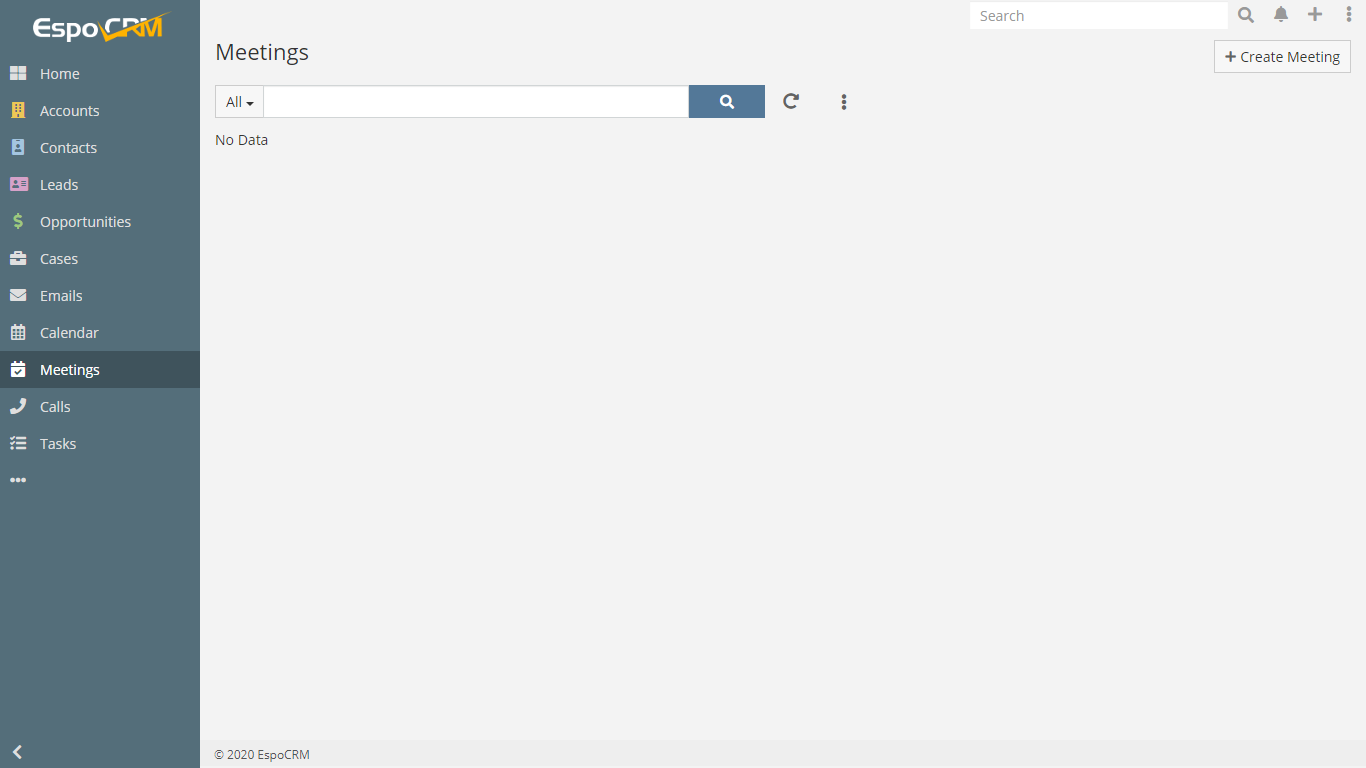 EspoCRM
Search
Meetings
Create Meeting
All
No Data
Home
Accounts
Contacts
Leads
Opportunities
Cases
Emails
Calendar
Meetings
Calls
Tasks
© 2020 EspoCRM